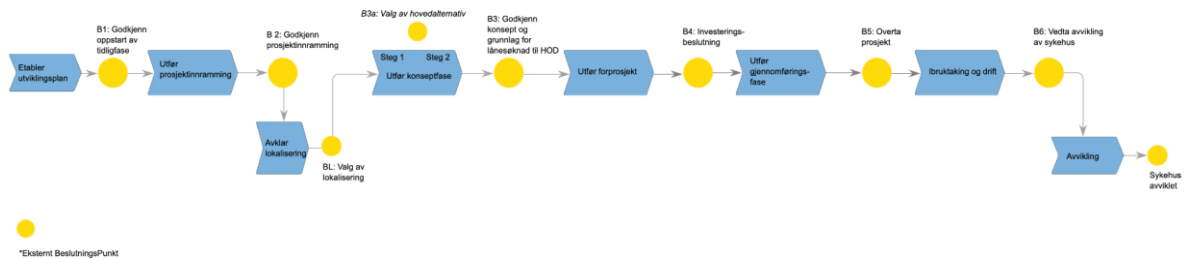 Etabler
utviklingsplan
B1: Godkjenn
oppstart av
tidligfase
Utfør
prosjektinnramming
B 2: Godkjenn
prosjektinnramming
Avklar
lokalisering
BL: Valg av
lokalisering
B3a: Valg av hovedalternativ
Steg 1 Steg 2
Utfør konseptfase
B3: Godkjenn
konsept og
grunnlag for
lånesøknad til HOD
Utfør forprosjekt
B4: Investerings-
beslutning
Utfør
gjennomførings-
fase
B5: Overta
prosjekt
Ibruktaking og drift
B6: Vedta avvikling
av sykehus
Avvikling
Sykehus
avviklet
*Eksternt BeslutningsPunkt